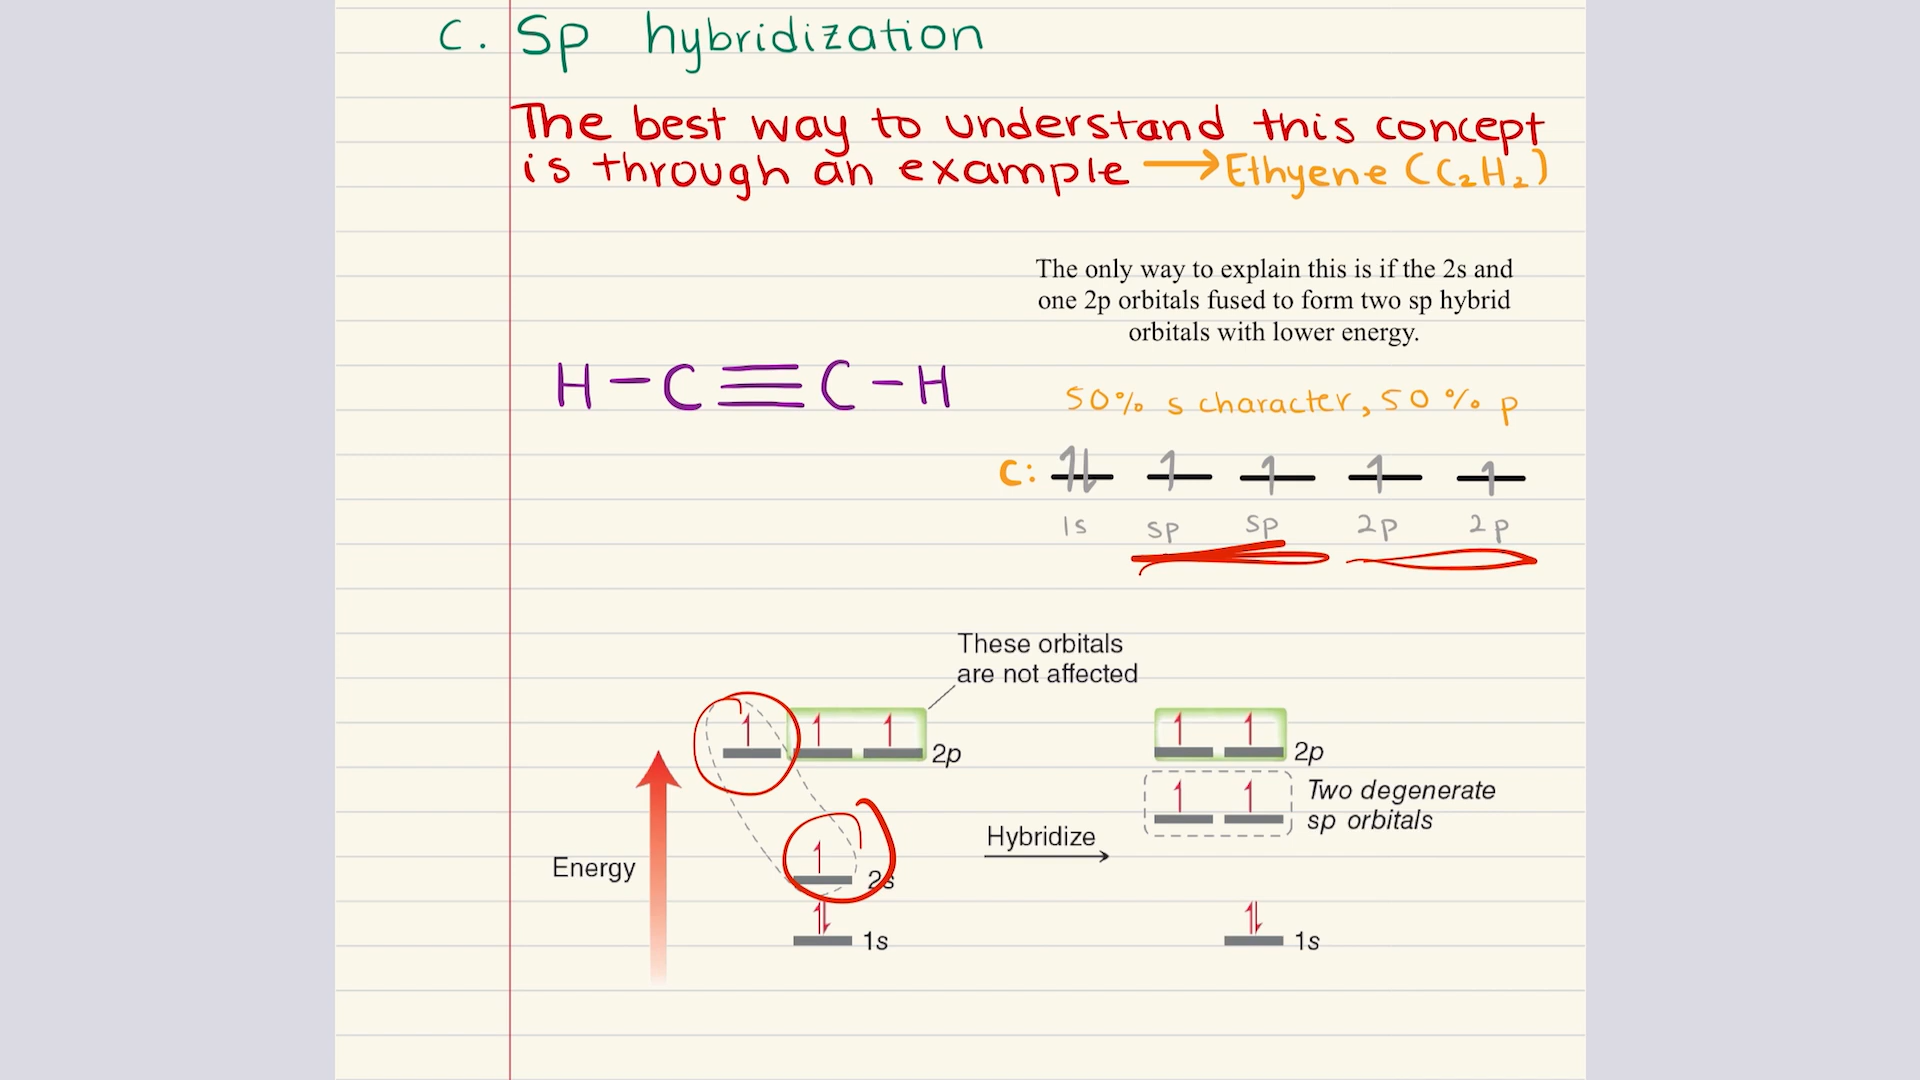 C. Sp hybridization
The best way to understand this concept
is through an example → Ethyene (C₂H₂)
The only way to explain this is if the 2s and
one 2p orbitals fused to form two sp hybrid
orbitals with lower energy.
H-C≡C-H
50% s character, 50% p
C:
1s sp sp 2p 2p
These orbitals
are not affected
2p
2p
Two degenerate
sp orbitals
Hybridize
Energy
2s
1s
1s